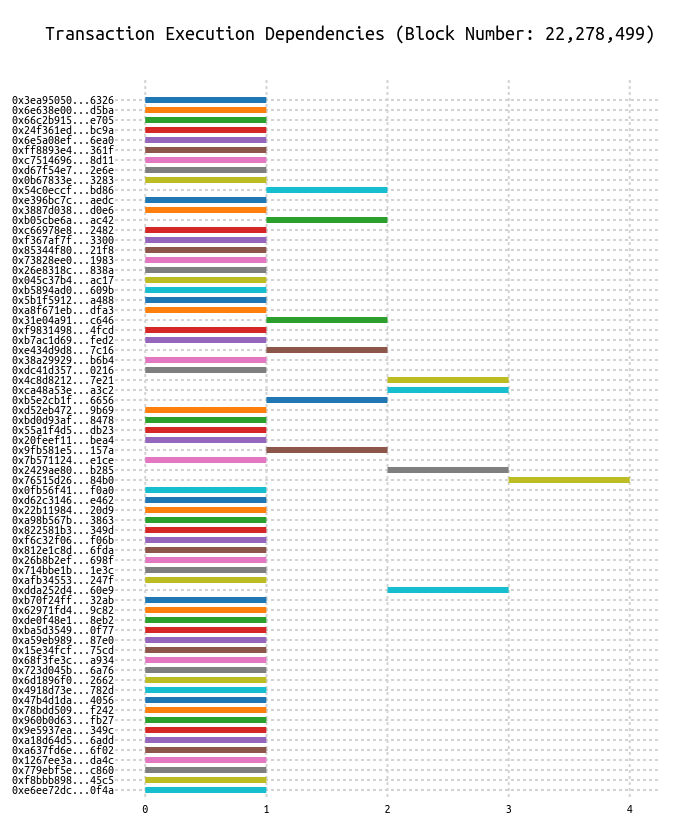 Transaction Execution Dependencies (Block Number: 22,278,499)
0x3ea95050...6326
0x6e638e00...d5ba
0x66c2b915...e705
0x24f361ed...bc9a
0x6e5a08ef...6ea0
0xff8893e4...361f
0xc7514696...8d11
0xd67f54e7...2e6e
0x0b67833e...3283
0x54c0eccf...bd86
0xe396bc7c...aedc
0x3887d038...d0e6
0xb05cbe6a...ac42
0xc66978e8...2482
0xf367af7f...3300
0x85344f80...21f8
0x73828ee0...1983
0x26e8318c...838a
0x045c37b4...ac17
0xb5894ad0...609b
0x5b1f5912...a488
0xa8f671eb...dfa3
0x31e04a91...c646
0xf9831498...4fcd
0xb7ac1d69...fed2
0xe434d9d8...7c16
0x38a29929...b6b4
0xdc41d357...0216
0x4c8d8212...7e21
0xca48a53e...a3c2
0xb5e2cb1f...6656
0xd52eb472...9b69
0xbd0d93af...8478
0x55a1f4d5...db23
0x20feef11...bea4
0x9fb581e5...157a
0x7b571124...e1ce
0x2429ae80...b285
0x76515d26...84b0
0x0fb56f41...f0a0
0xd62c3146...e462
0x22b11984...20d9
0xa98b567b...3863
0x822581b3...349d
0xf6c32f06...f06b
0x812e1c8d...6fda
0x26b8b2ef...698f
0x714bbe1b...1e3c
0xafb34553...247f
0xdda252d4...60e9
0xb70f24ff...32ab
0x62971fd4...9c82
0xde0f48e1...8eb2
0xba5d3549...0f77
0xa59eb989...87e0
0x15e34fcf...75cd
0x68f3fe3c...a934
0x723d045b...6a76
0x6d1896f0...2662
0x4918d73e...782d
0x47b4d1da...4056
0x78bdd509...f242
0x960b0d63...fb27
0x9e5937ea...349c
0xa18d64d5...6add
0xa637fd6e...6f02
0x1267ee3a...da4c
0x779ebf5e...c860
0xf8bbb898...45c5
0xe6ee72dc...0f4a
0 1 2 3 4